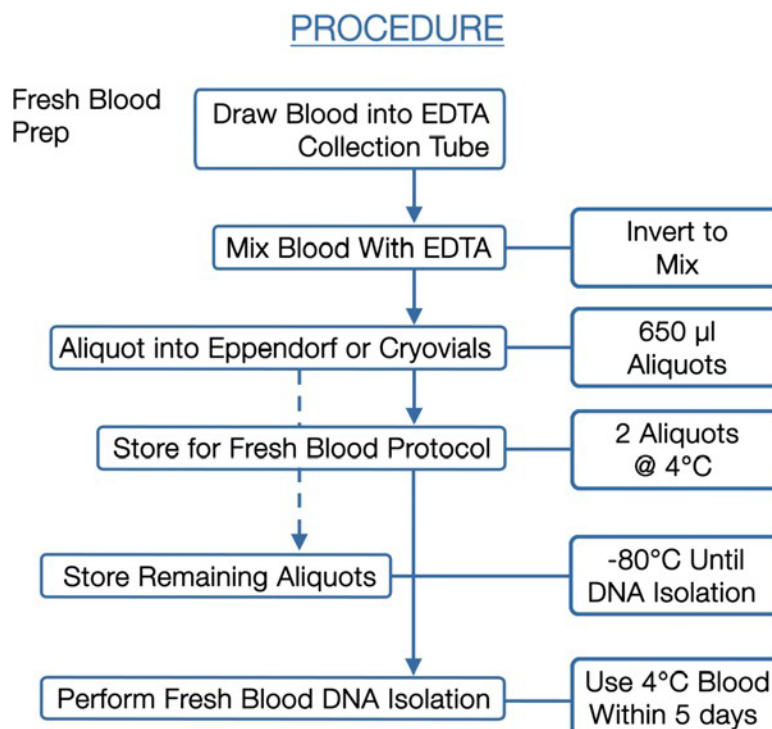 PROCEDURE
Fresh Blood
Prep
Draw Blood into EDTA
Collection Tube
Mix Blood With EDTA
Invert to
Mix
Aliquot into Eppendorf or Cryovials
650 µl
Aliquots
Store for Fresh Blood Protocol
2 Aliquots
@ 4°C
Store Remaining Aliquots
-80°C Until
DNA Isolation
Perform Fresh Blood DNA Isolation
Use 4°C Blood
Within 5 days